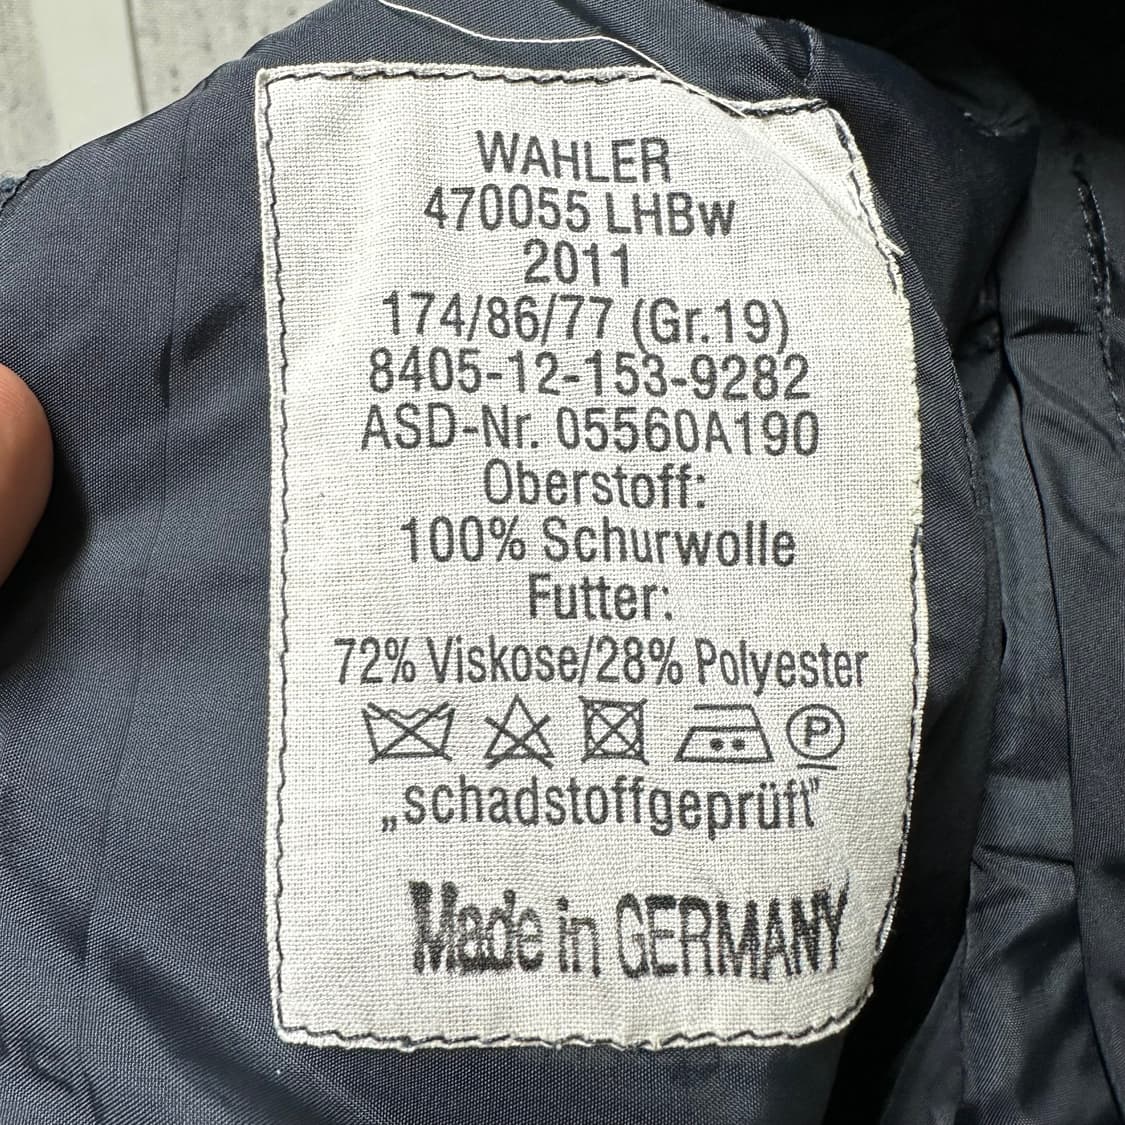 WAHLER
470055 LHBw
2011
174/86/77 (Gr.19)
8405-12-153-9282
ASD-Nr. 05560A190
Oberstoff:
100% Schurwolle
Futter:
72% Viskose/28% Polyester
P
„schadstoffgeprüft"
Made in GERMANY